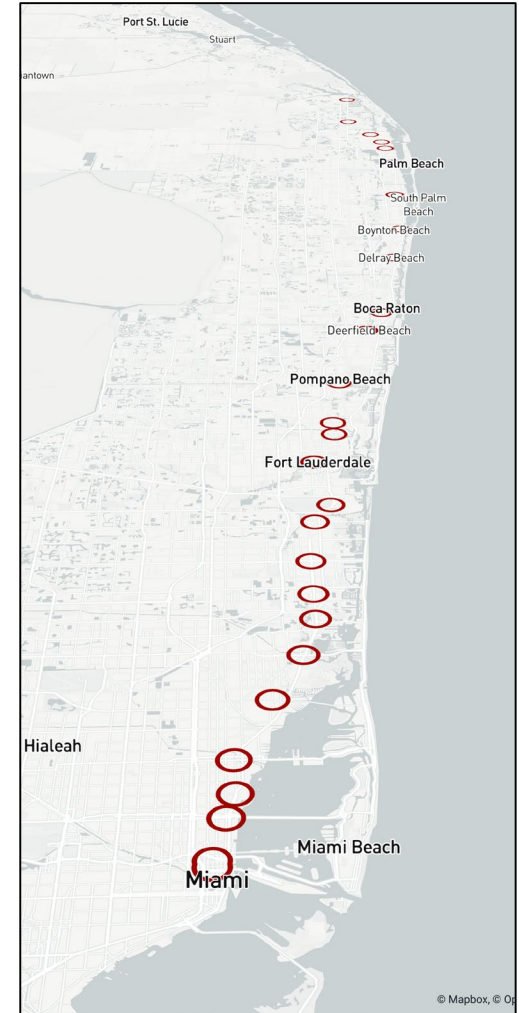 Port St. Lucie
Stuart
antown
Palm Beach
South Palm
Beach
Boynton Beach
Delray Beach
Boca Raton
Deerfield Beach
Pompano Beach
Fort Lauderdale
Hialeah
Miami Beach
Miami
© Mapbox, © Op